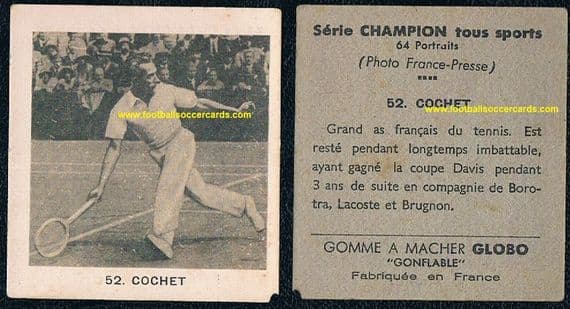 www.footballsoccercards.com
52. COCHET
Série CHAMPION tous sports
64 Portraits
(Photo France-Presse)
****
52. COCHET
www.footballsoccercards.com
Grand as français du tennis. Est
resté pendant longtemps imbattable,
ayant gagné la coupe Davis pendant
3 ans de suite en compagnie de Boro-
tra, Lacoste et Brugnon.
GOMME A MACHER GLOBO
"GONFLABLE"
Fabriquée en France